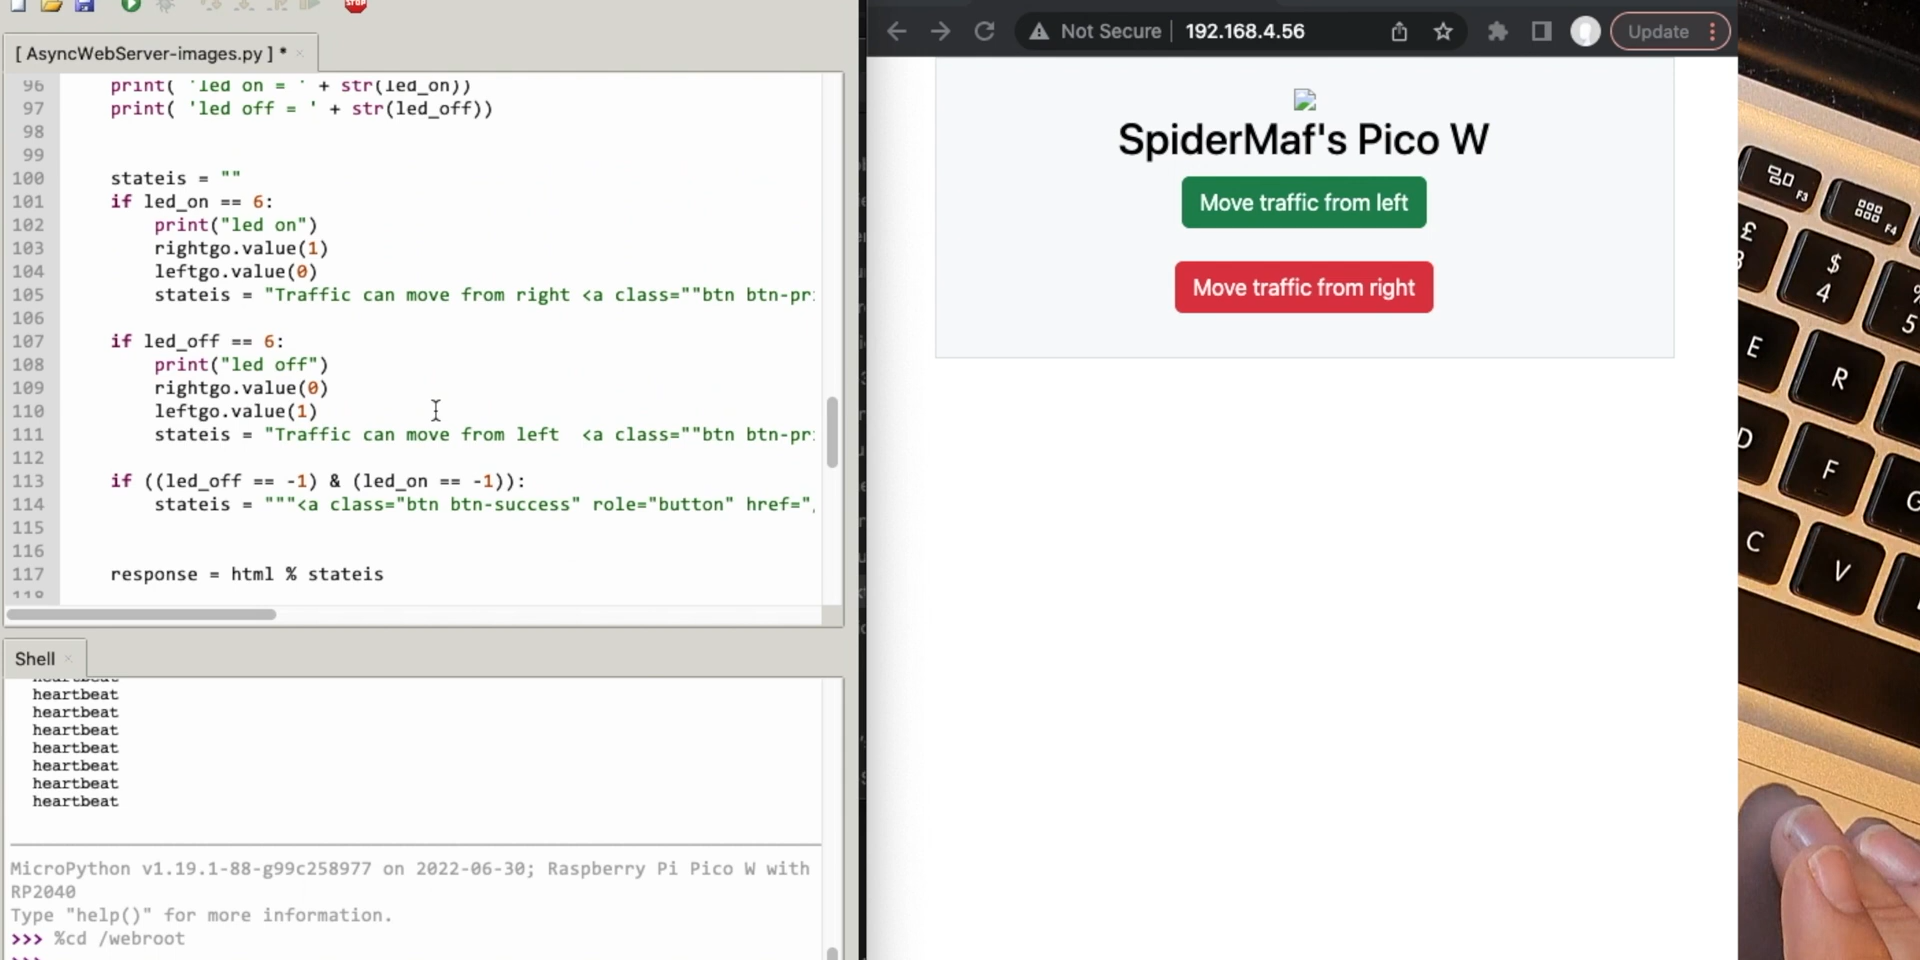 [ AsyncWebServer-images.py ] *
96 print( 'led on = ' + str(led_on))
97 print( 'led off = ' + str(led_off))
98
99
100 stateis = ""
101 if led_on == 6:
102 print("led on")
103 rightgo.value(1)
104 leftgo.value(0)
105 stateis = "Traffic can move from right <a class=""btn btn-pr
106
107 if led_off == 6:
108 print("led off")
109 rightgo.value(0)
110 leftgo.value(1)
111 stateis = "Traffic can move from left  <a class=""btn btn-pr
112
113 if ((led_off == -1) & (led_on == -1)):
114 stateis = """<a class="btn btn-success" role="button" href="
115
116
117 response = html % stateis
118
Shell
heartbeat
heartbeat
heartbeat
heartbeat
heartbeat
heartbeat
heartbeat
heartbeat
MicroPython v1.19.1-88-g99c258977 on 2022-06-30; Raspberry Pi Pico W with
RP2040
Type "help()" for more information.
>>> %cd /webroot
>>>
Not Secure 192.168.4.56
Update
SpiderMaf's Pico W
Move traffic from left
Move traffic from right
F3
F4
£
3
$
4
%
5
E
R
D
F
G
C
V
STOP